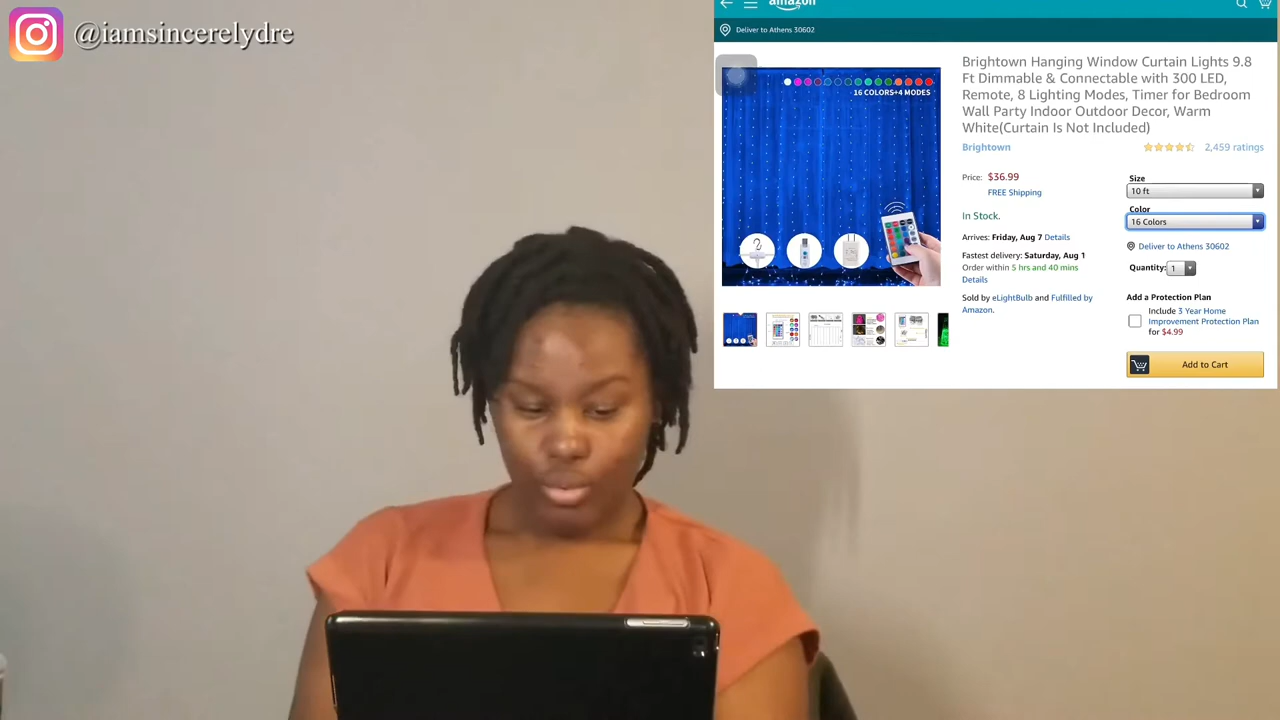 @iamsincerelydre
amazon
Deliver to Athens 30602
16 COLORS+4 MODES
Brightown Hanging Window Curtain Lights 9.8
Ft Dimmable & Connectable with 300 LED,
Remote, 8 Lighting Modes, Timer for Bedroom
Wall Party Indoor Outdoor Decor, Warm
White(Curtain Is Not Included)
Brightown 2,459 ratings
Price: $36.99
FREE Shipping
In Stock.
Arrives: Friday, Aug 7 Details
Fastest delivery: Saturday, Aug 1
Order within 5 hrs and 40 mins
Details
Sold by eLightBulb and Fulfilled by
Amazon.
Size
10 ft
Color
16 Colors
Deliver to Athens 30602
Quantity: 1
Add a Protection Plan
Include 3 Year Home
Improvement Protection Plan
for $4.99
Add to Cart